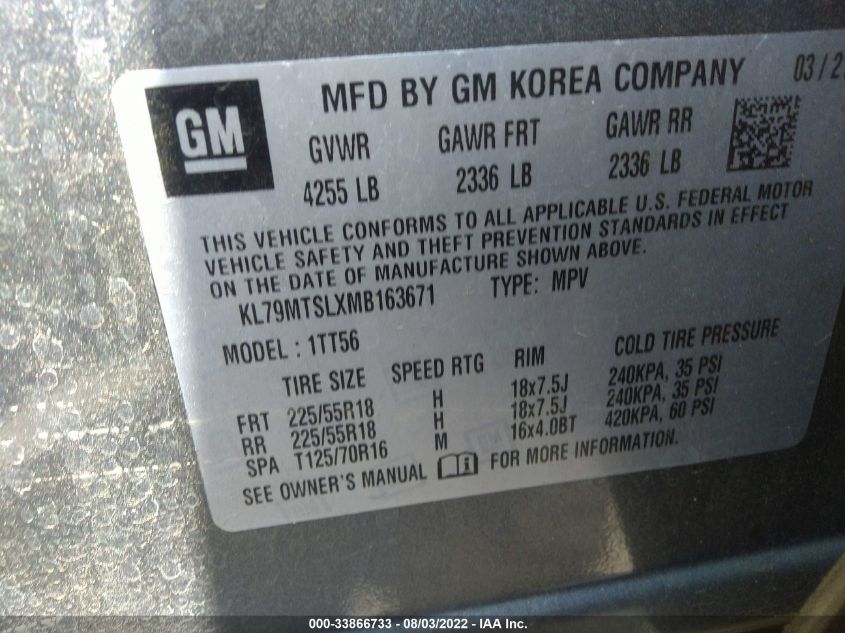 MFD BY GM KOREA COMPANY 03/2
GM
GVWR GAWR FRT GAWR RR
4255 LB 2336 LB 2336 LB
THIS VEHICLE CONFORMS TO ALL APPLICABLE U.S. FEDERAL MOTOR
VEHICLE SAFETY AND THEFT PREVENTION STANDARDS IN EFFECT
ON THE DATE OF MANUFACTURE SHOWN ABOVE.
KL79MTSLXMB163671 TYPE: MPV
MODEL : 1TT56
TIRE SIZE SPEED RTG RIM COLD TIRE PRESSURE
FRT 225/55R18 H 18x7.5J 240KPA, 35 PSI
RR 225/55R18 H 18x7.5J 240KPA, 35 PSI
SPA T125/70R16 M 16x4.0BT 420KPA, 60 PSI
SEE OWNER'S MANUAL FOR MORE INFORMATION.
000-33866733 - 08/03/2022 - IAA Inc.